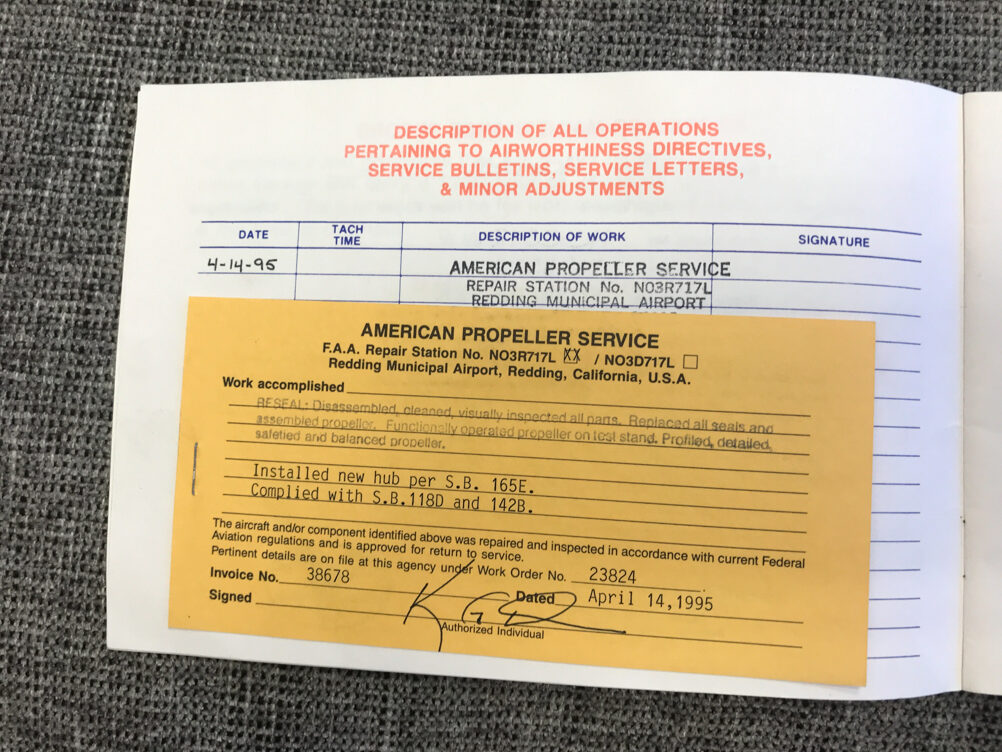 DESCRIPTION OF ALL OPERATIONS
PERTAINING TO AIRWORTHINESS DIRECTIVES,
SERVICE BULLETINS, SERVICE LETTERS,
& MINOR ADJUSTMENTS
DATE TACH TIME DESCRIPTION OF WORK SIGNATURE
4-14-95 AMERICAN PROPELLER SERVICE
REPAIR STATION No. NO3R717L
REDDING MUNICIPAL AIRPORT
AMERICAN PROPELLER SERVICE
F.A.A. Repair Station No. NO3R717L XX / NO3D717L
Redding Municipal Airport, Redding, California, U.S.A.
Work accomplished
RESEAL: Disassembled, cleaned, visually inspected all parts. Replaced all seals and
assembled propeller. Functionally operated propeller on test stand. Profiled, detailed,
safetied and balanced propeller.
Installed new hub per S.B. 165E.
Complied with S.B.118D and 142B.
The aircraft and/or component identified above was repaired and inspected in accordance with current Federal
Aviation regulations and is approved for return to service.
Pertinent details are on file at this agency under Work Order No. 23824
Invoice No. 38678 Dated April 14,1995
Signed
Authorized Individual